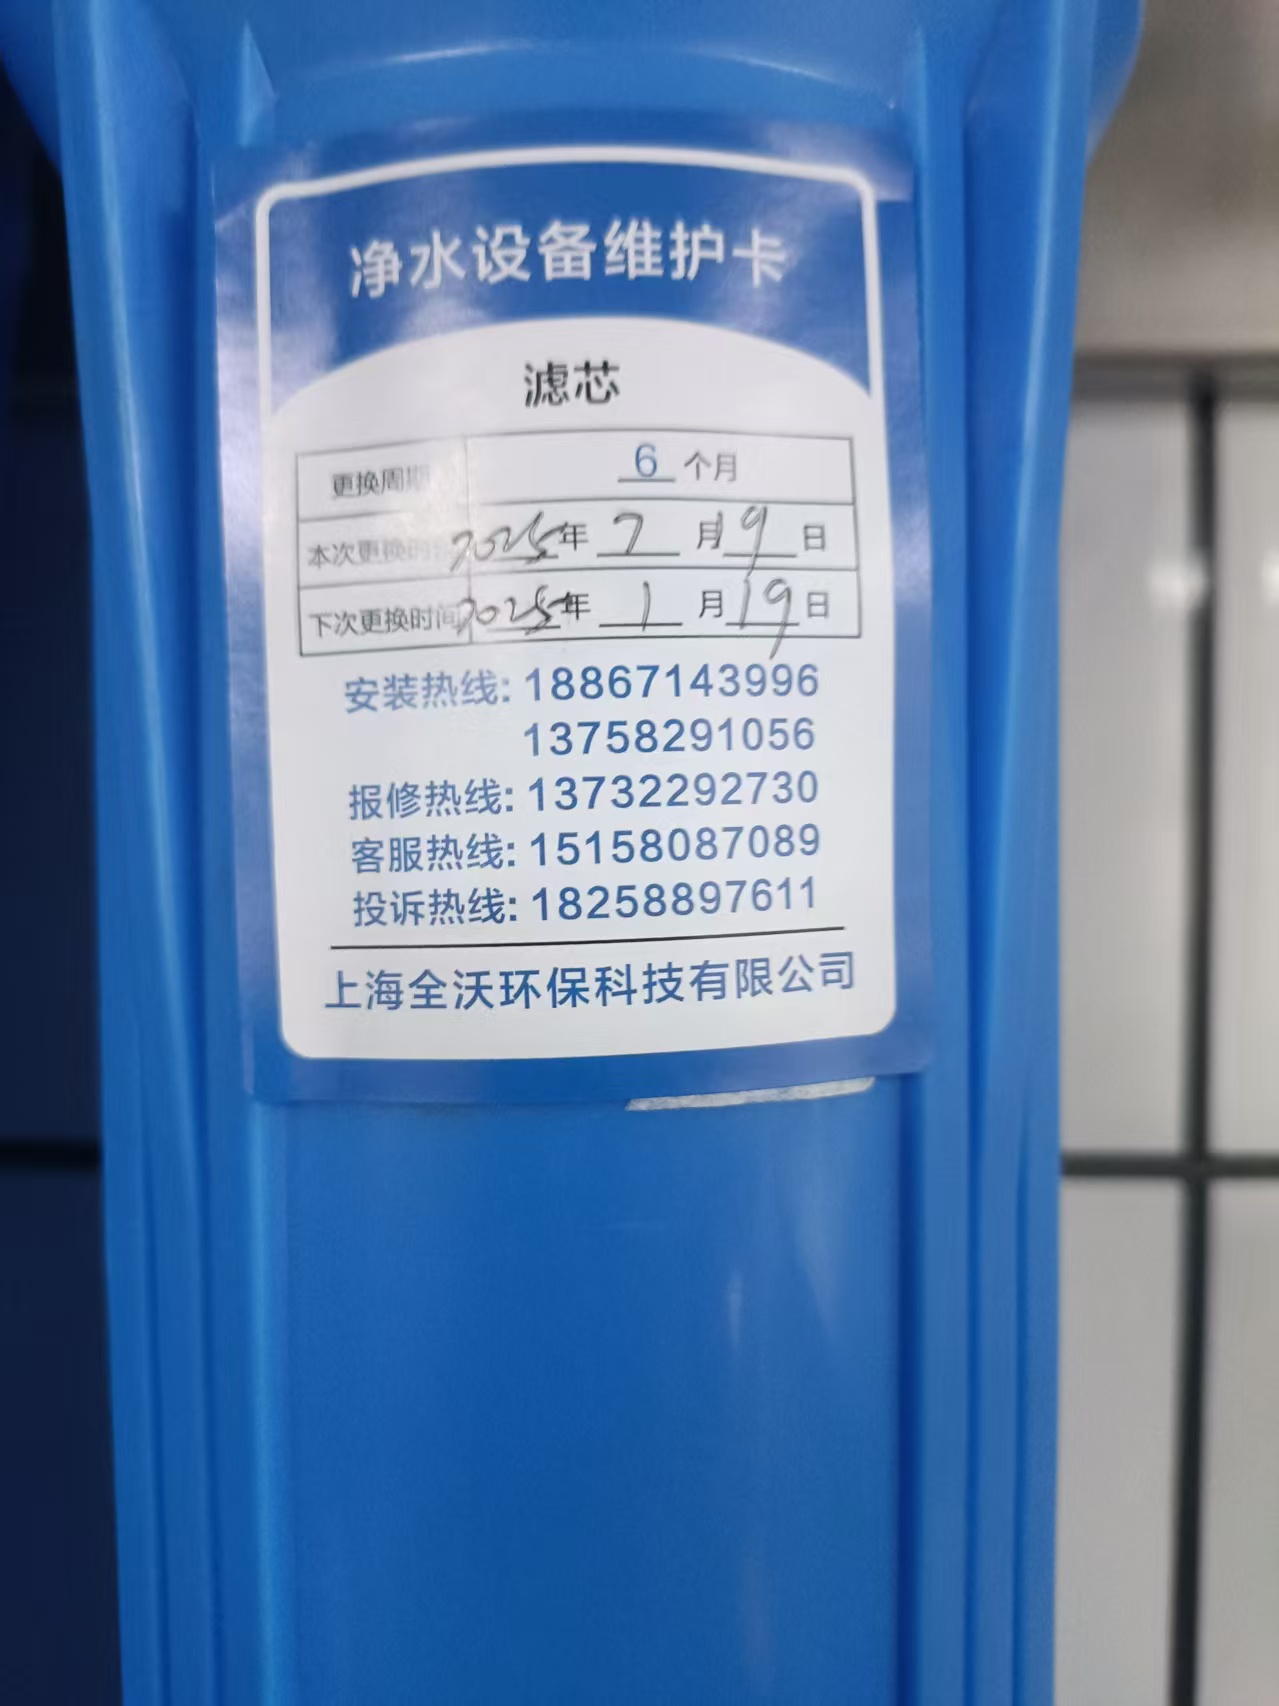 净水设备维护卡
滤芯
更换周期 6 个月
本次更换时间 2025年 7 月 19 日
下次更换时间 2025年 1 月 19 日
安装热线: 18867143996
13758291056
报修热线: 13732292730
客服热线: 15158087089
投诉热线: 18258897611
上海全沃环保科技有限公司